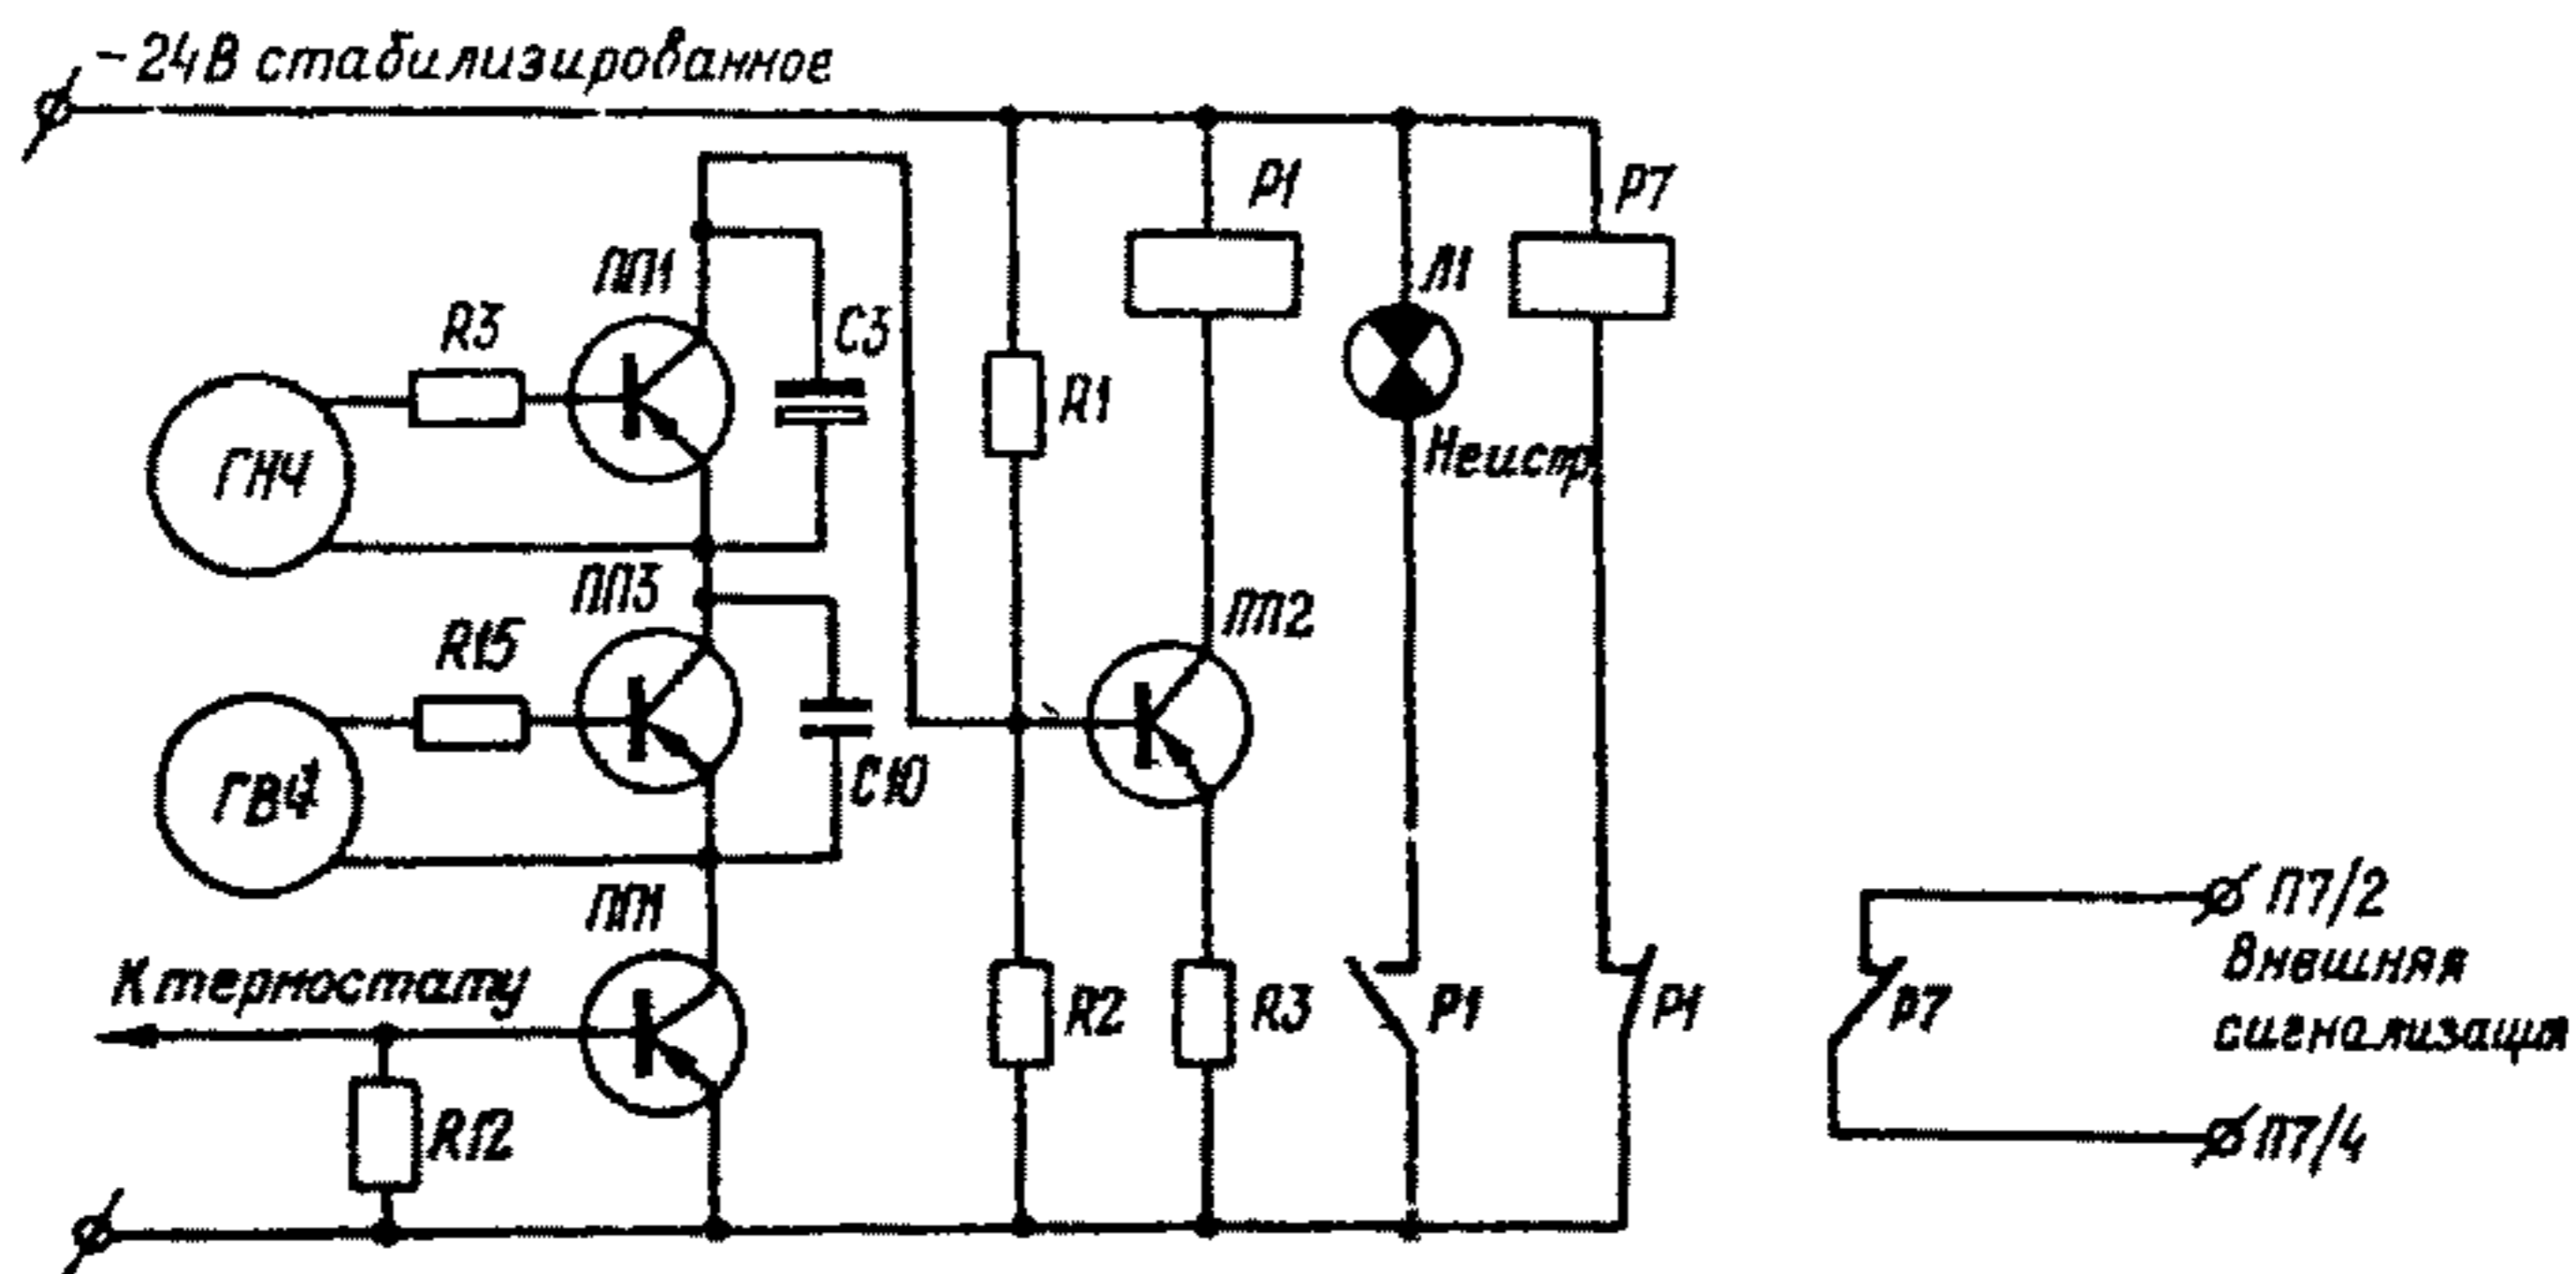 -24В стабилизированное
Р1
Р7
ПП1
Л1
R3
С3
R1
ГНЧ
Неистр.
ПП3
ПП2
R15
ГВЧ
С10
ПП1
К термостату
П7/2
Внешняя
R2
R3
Р1
Р1
Р7
сигнализация
R12
П7/4